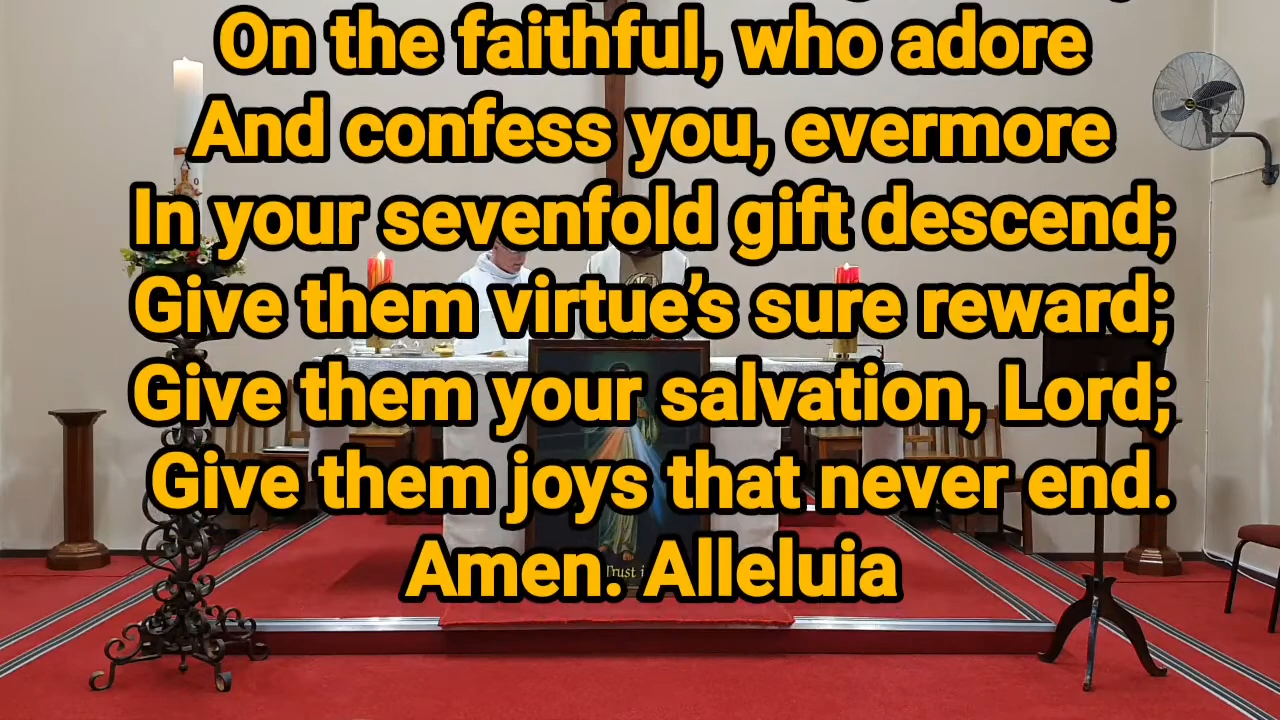 On the faithful, who adore
And confess you, evermore
In your sevenfold gift descend;
Give them virtue’s sure reward;
Give them your salvation, Lord;
Give them joys that never end.
Amen. Alleluia
Trust